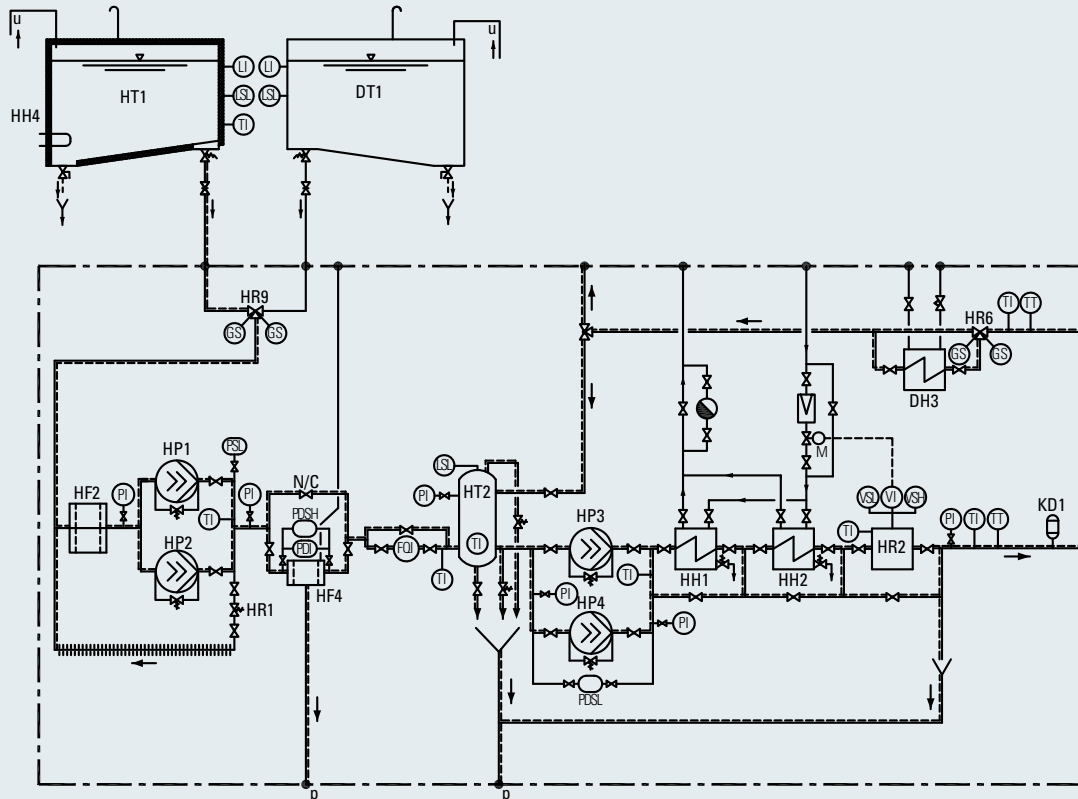 u
u
LI
LI
HT1
DT1
LSL
LSL
HH4
TI
HR9
GS
GS
HR6
TI
TT
GS
GS
DH3
M
HP1
PSL
LSL
HT2
VSL
VI
VSH
KD1
N/C
PI
HF2
PI
TI
PI
PDSH
PDI
HP3
TI
HR2
PI
TI
TT
HP2
FQI
TI
TI
HF4
HH1
HH2
HP4
TI
PI
PI
HR1
PDSL
p
p